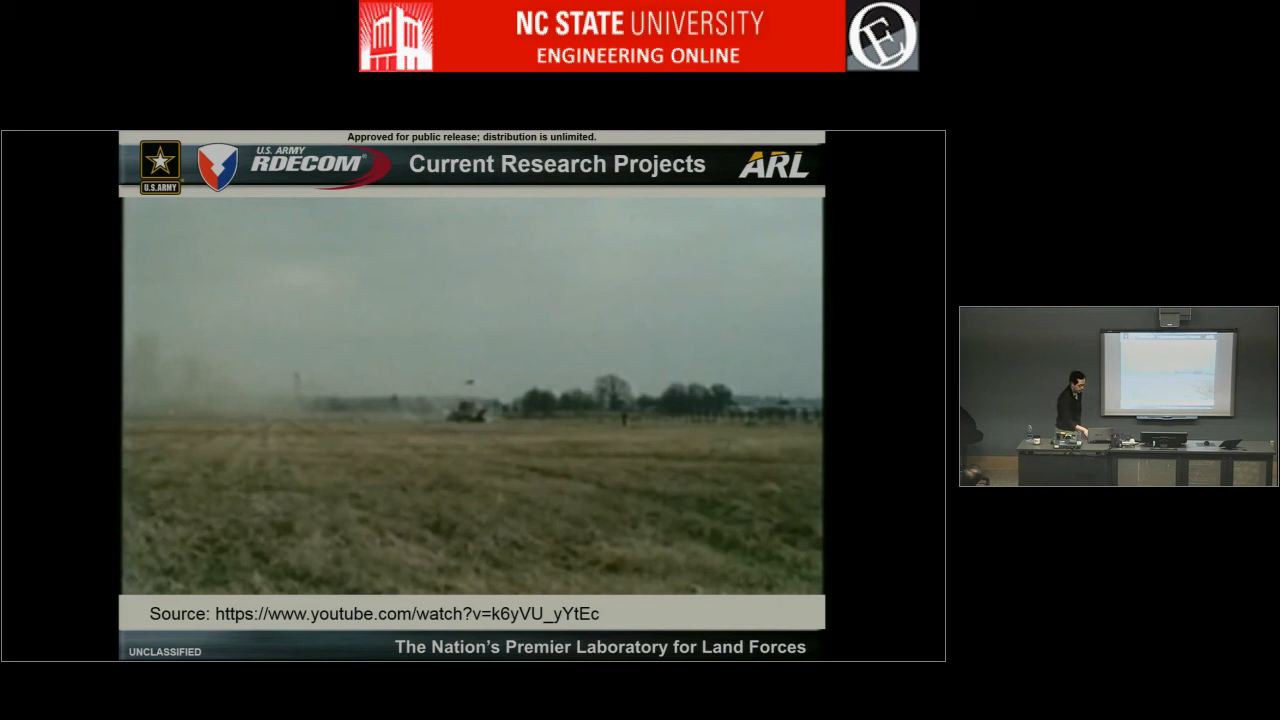 NC STATE UNIVERSITY
ENGINEERING ONLINE
Approved for public release; distribution is unlimited.
U.S. ARMY
U.S. ARMY
RDECOM®
Current Research Projects
ARL
Source: https://www.youtube.com/watch?v=k6yVU_yYtEc
UNCLASSIFIED
The Nation's Premier Laboratory for Land Forces